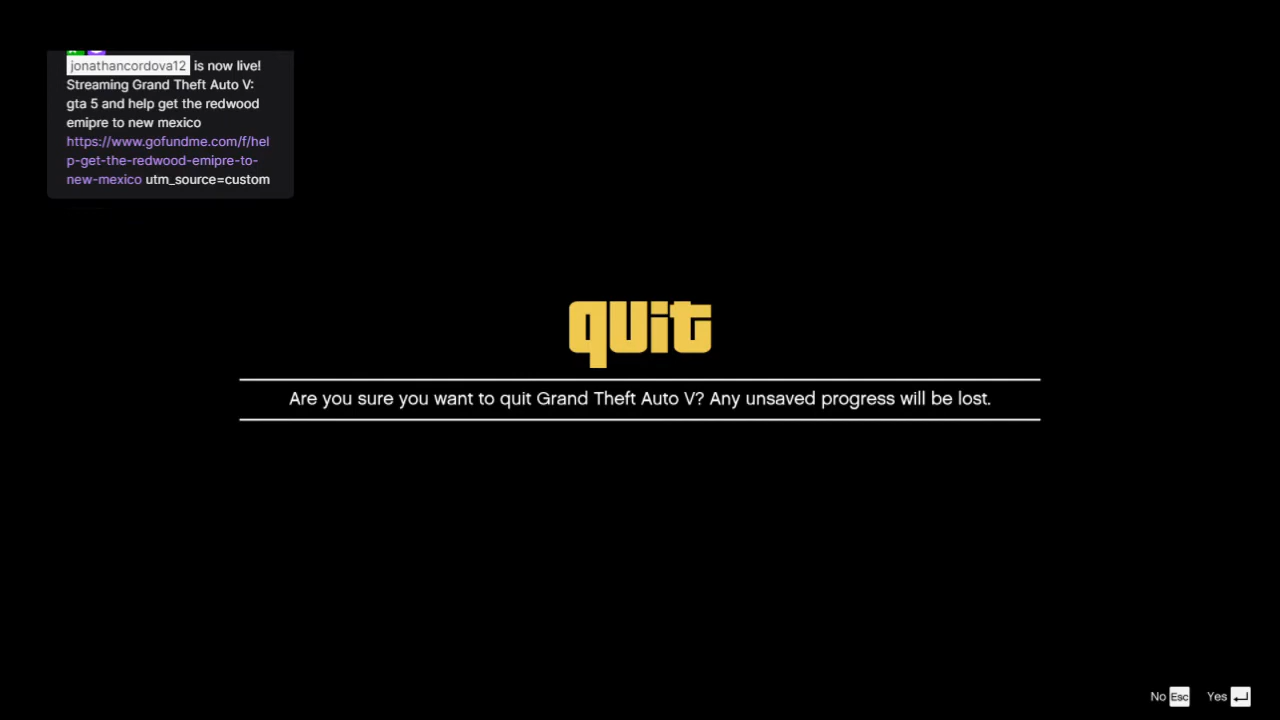 jonathancordova12 is now live!
Streaming Grand Theft Auto V:
gta 5 and help get the redwood
emipre to new mexico
https://www.gofundme.com/f/hel
p-get-the-redwood-emipre-to-
new-mexico utm_source=custom
quit
Are you sure you want to quit Grand Theft Auto V? Any unsaved progress will be lost.
No Esc Yes